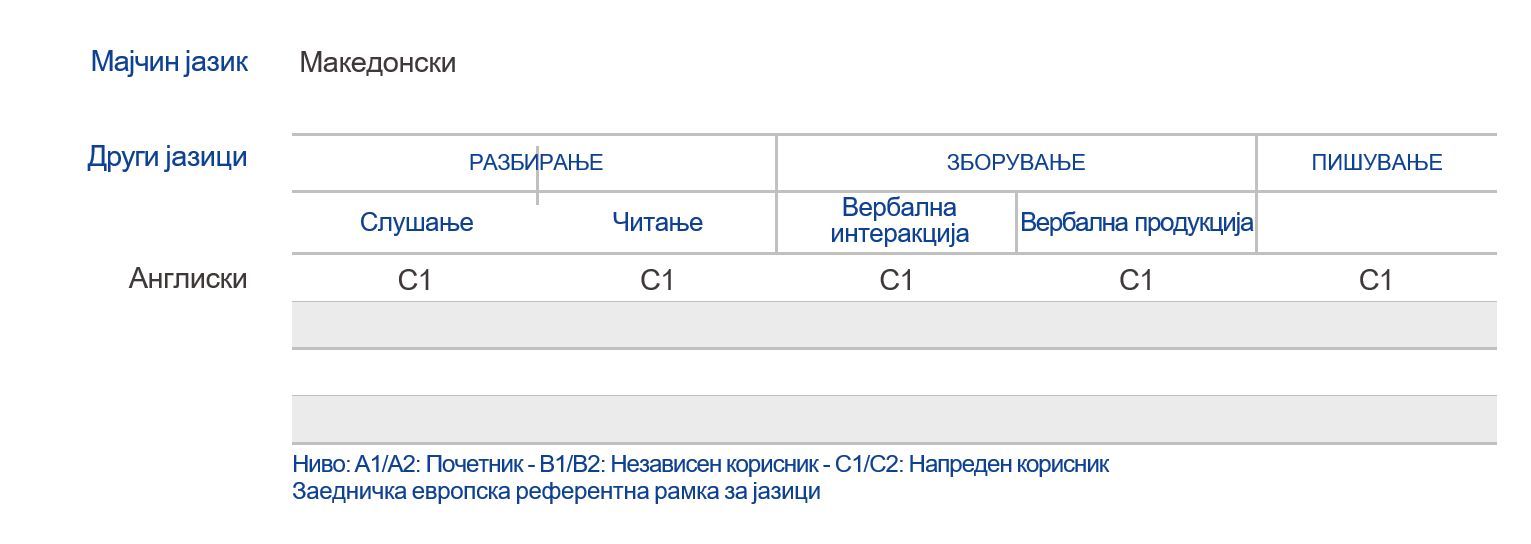 Мајчин јазик Македонски
Други јазици РАЗБИРАЊЕ ЗБОРУВАЊЕ ПИШУВАЊЕ
Слушање Читање Вербална интеракција Вербална продукција
Англиски C1 C1 C1 C1 C1
Ниво: A1/A2: Почетник - B1/B2: Независен корисник - C1/C2: Напреден корисник
Заедничка европска референтна рамка за јазици